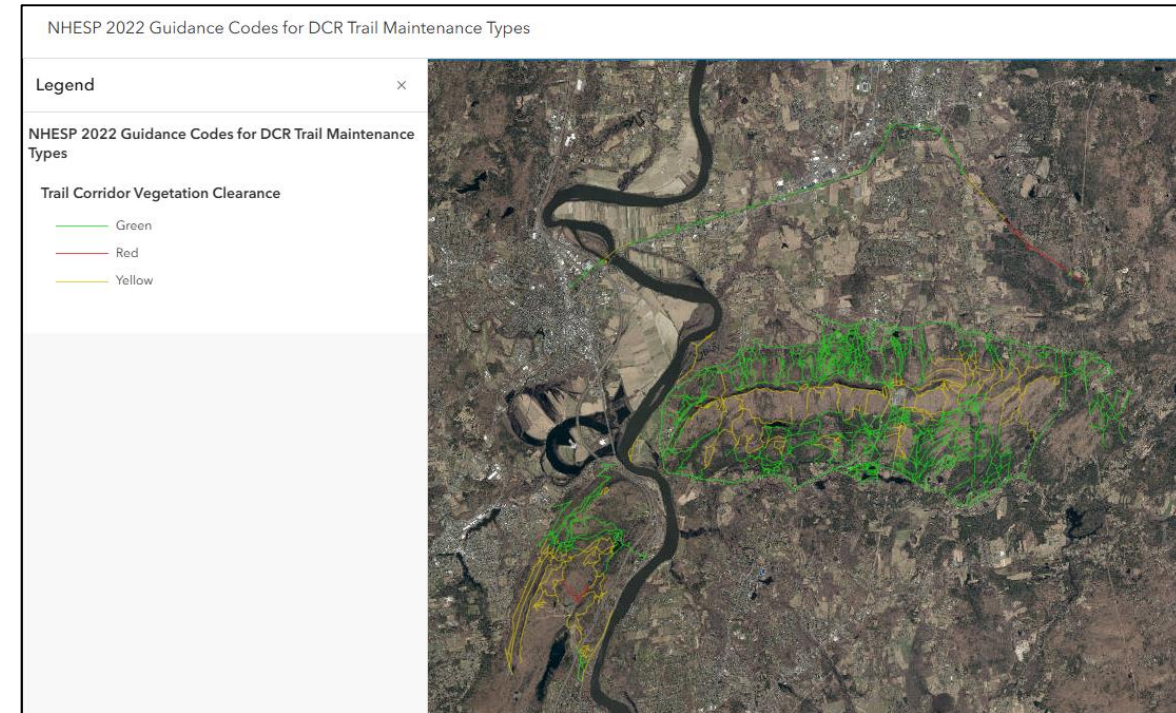 NHESP 2022 Guidance Codes for DCR Trail Maintenance Types
Legend ×
NHESP 2022 Guidance Codes for DCR Trail Maintenance
Types
Trail Corridor Vegetation Clearance
Green
Red
Yellow